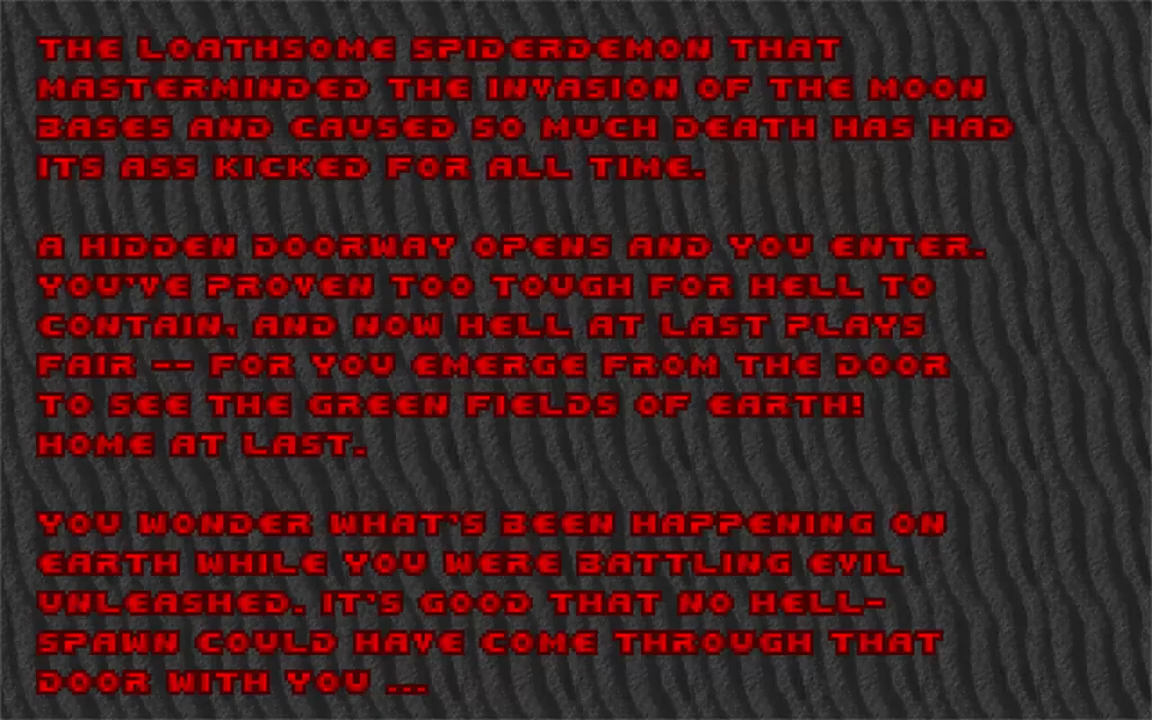 THE LOATHSOME SPIDERDEMON THAT
MASTERMINDED THE INVASION OF THE MOON
BASES AND CAUSED SO MUCH DEATH HAS HAD
ITS ASS KICKED FOR ALL TIME.
A HIDDEN DOORWAY OPENS AND YOU ENTER.
YOU'VE PROVEN TOO TOUGH FOR HELL TO
CONTAIN, AND NOW HELL AT LAST PLAYS
FAIR -- FOR YOU EMERGE FROM THE DOOR
TO SEE THE GREEN FIELDS OF EARTH!
HOME AT LAST.
YOU WONDER WHAT'S BEEN HAPPENING ON
EARTH WHILE YOU WERE BATTLING EVIL
UNLEASHED. IT'S GOOD THAT NO HELL-
SPAWN COULD HAVE COME THROUGH THAT
DOOR WITH YOU ...